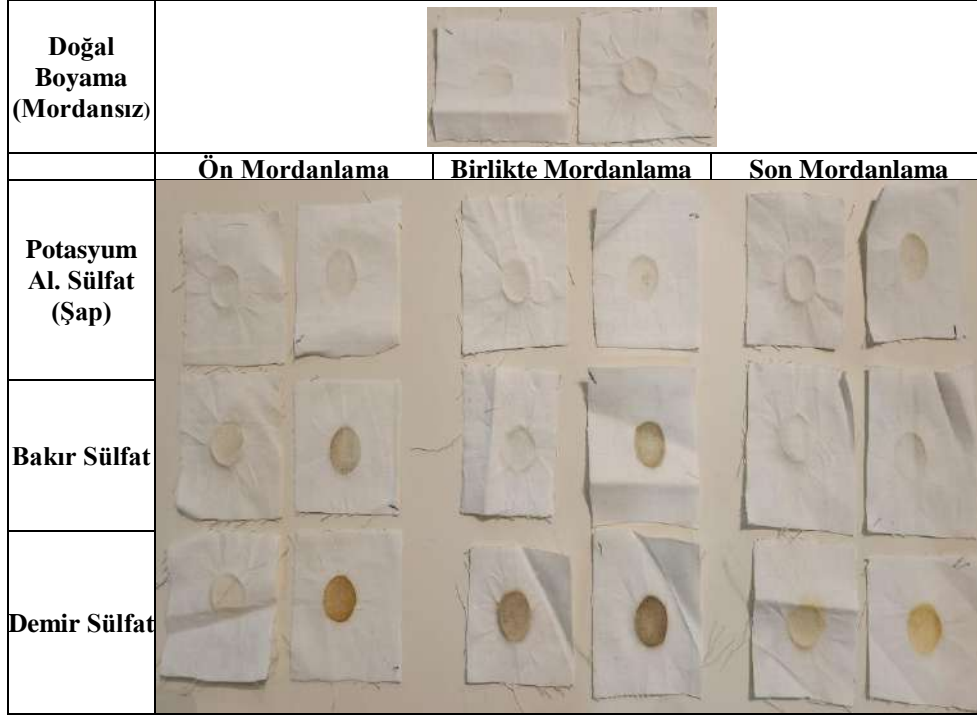 Doğal
Boyama
(Mordansız)
Ön Mordanlama
Birlikte Mordanlama
Son Mordanlama
Potasyum
Al. Sülfat
(Şap)
Bakır Sülfat
Demir Sülfat